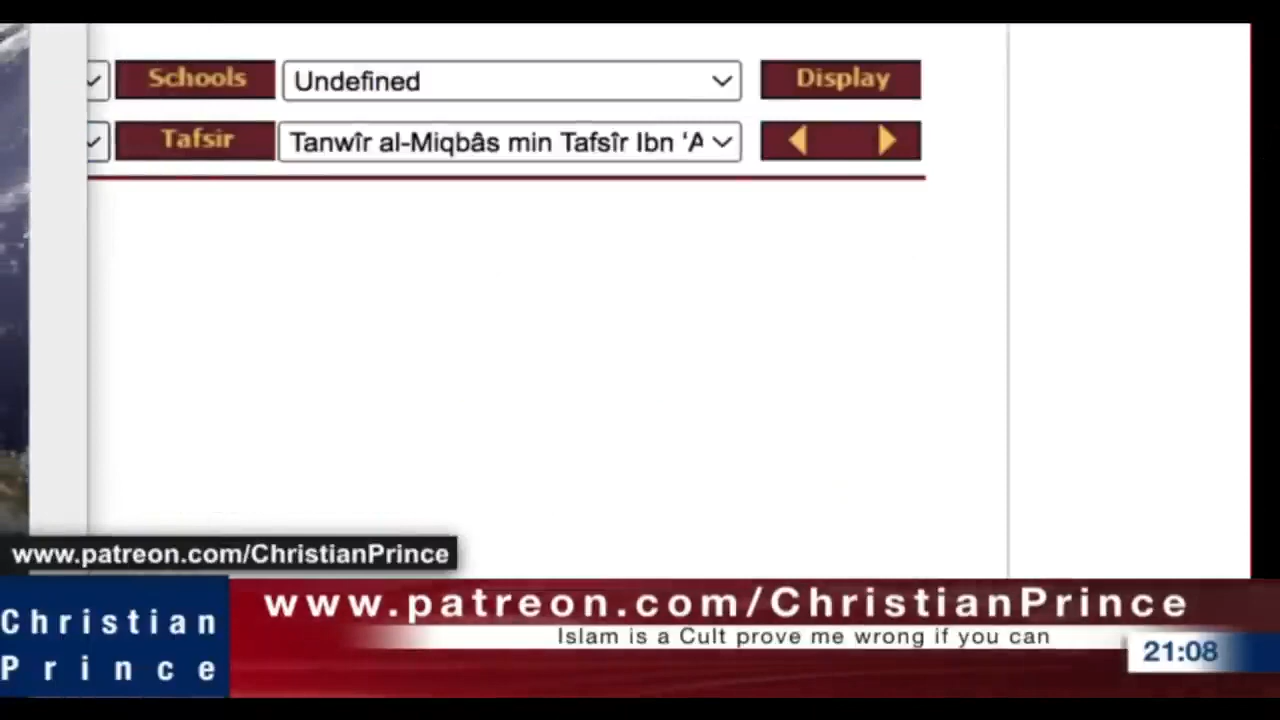 Schools
Undefined
Display
Tafsir
Tanwîr al-Miqbâs min Tafsîr Ibn ‘A
www.patreon.com/ChristianPrince
Christian
Prince
www.patreon.com/ChristianPrince
Islam is a Cult prove me wrong if you can
21:08